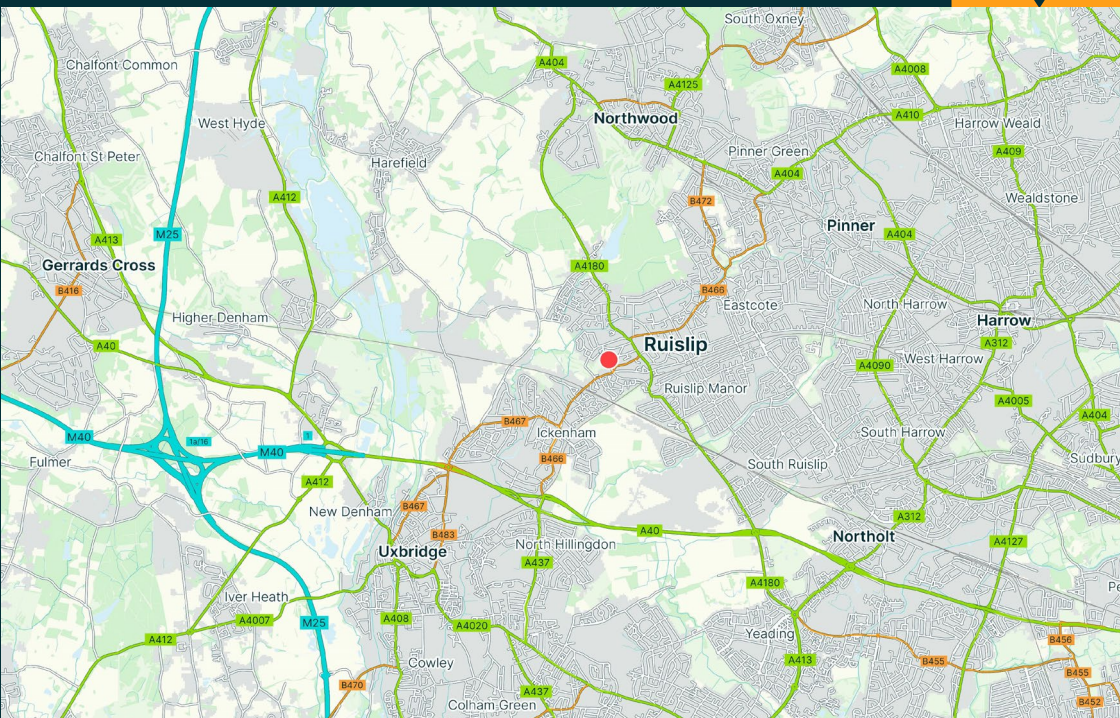 South Oxney
Chalfont Common
A404
A4008
A4125
A410
West Hyde
Northwood
Harrow Weald
Chalfont St Peter
Harefield
Pinner Green
A409
A404
A412
B472
Wealdstone
Pinner
M25
A413
A404
Gerrards Cross
A4180
B416
B466
Eastcote
North Harrow
Higher Denham
Harrow
A40
Ruislip
A312
West Harrow
A4090
Ruislip Manor
A4005
A404
B467
Ickenham
South Harrow
M40
1a/16
1
M40
Fulmer
B466
South Ruislip
Sudbury
A412
New Denham
B467
A312
B483
A40
Northolt
A4127
Uxbridge
North Hillingdon
A437
A4180
Pe
Iver Heath
A4007
M25
A408
A4020
A412
Yeading
B456
Cowley
A413
B455
B455
B470
A437
Colham Green
B452